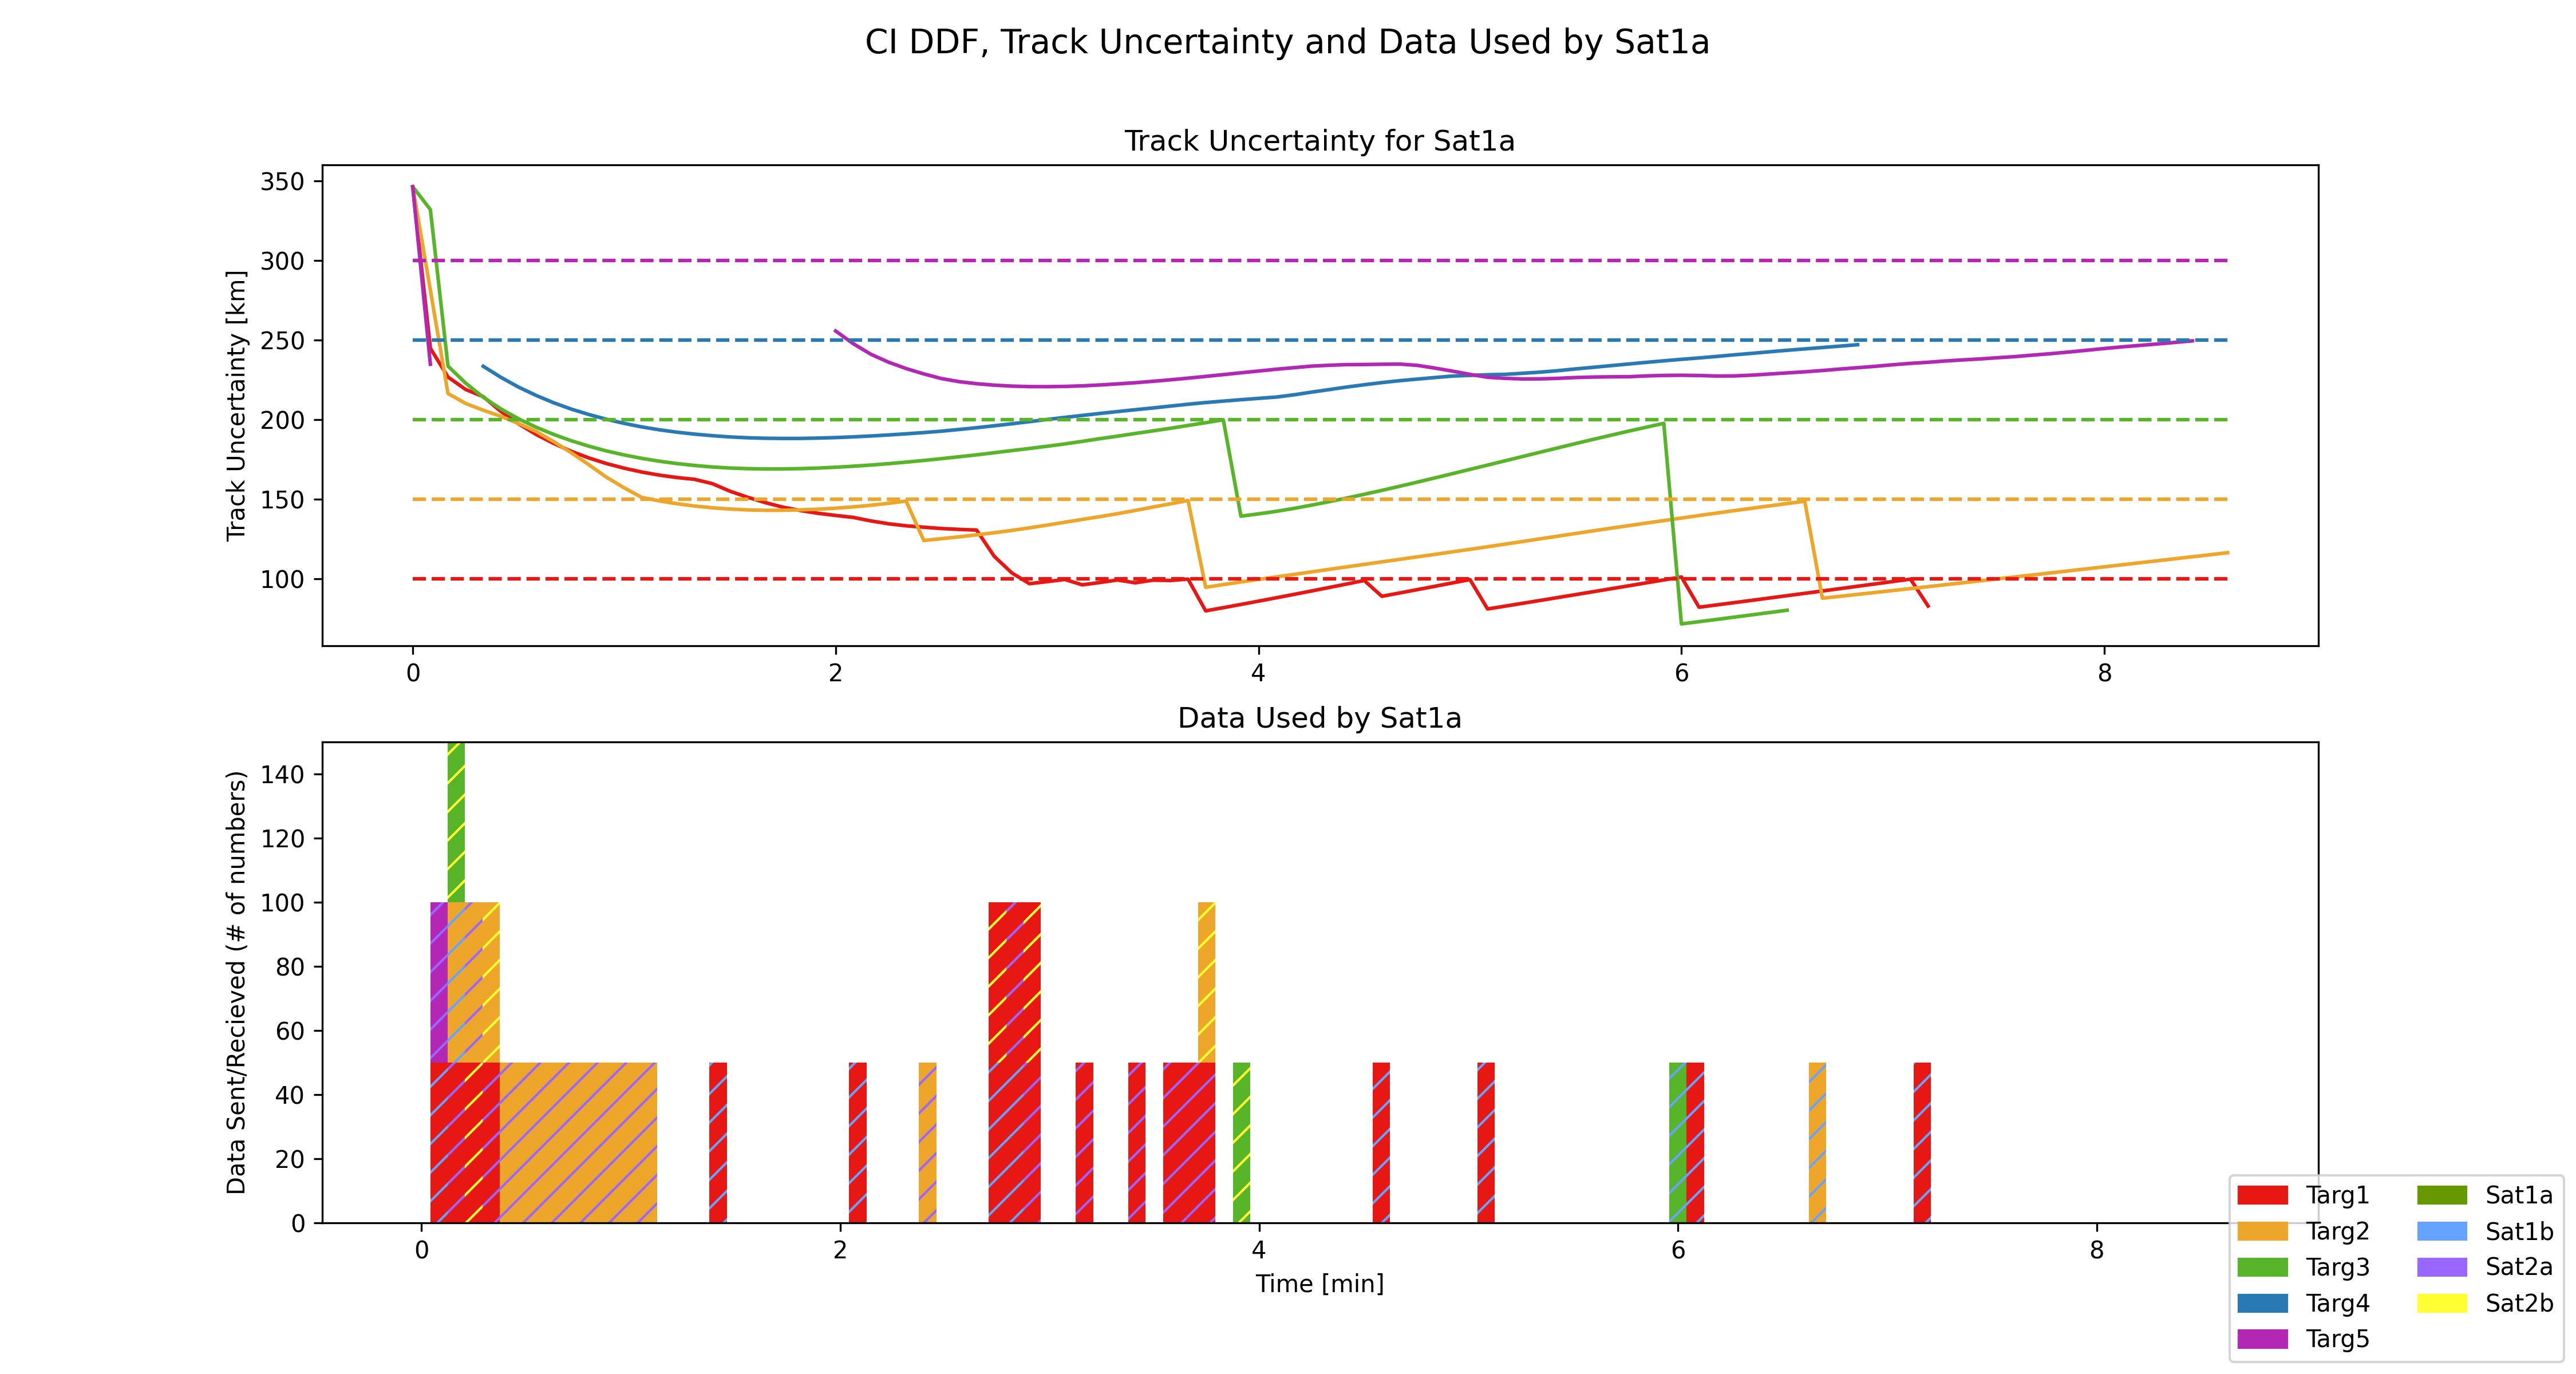 CI DDF, Track Uncertainty and Data Used by Sat1a
Track Uncertainty for Sat1a
Track Uncertainty [km]
350
300
250
200
150
100
0 2 4 6 8
Data Used by Sat1a
Data Sent/Recieved (# of numbers)
140
120
100
80
60
40
20
0
0 2 4 6 8
Time [min]
Targ1 Sat1a
Targ2 Sat1b
Targ3 Sat2a
Targ4 Sat2b
Targ5